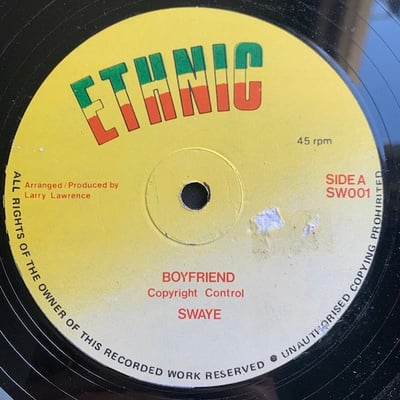 ETHNIC
45 rpm
Arranged/Produced by
Larry Lawrence
SIDE A
SW001
BOYFRIEND
Copyright Control
SWAYE
ALL RIGHTS OF THE OWNER OF THIS RECORDED WORK RESERVED ● UNAUTHORISED COPYING PROHIBITED